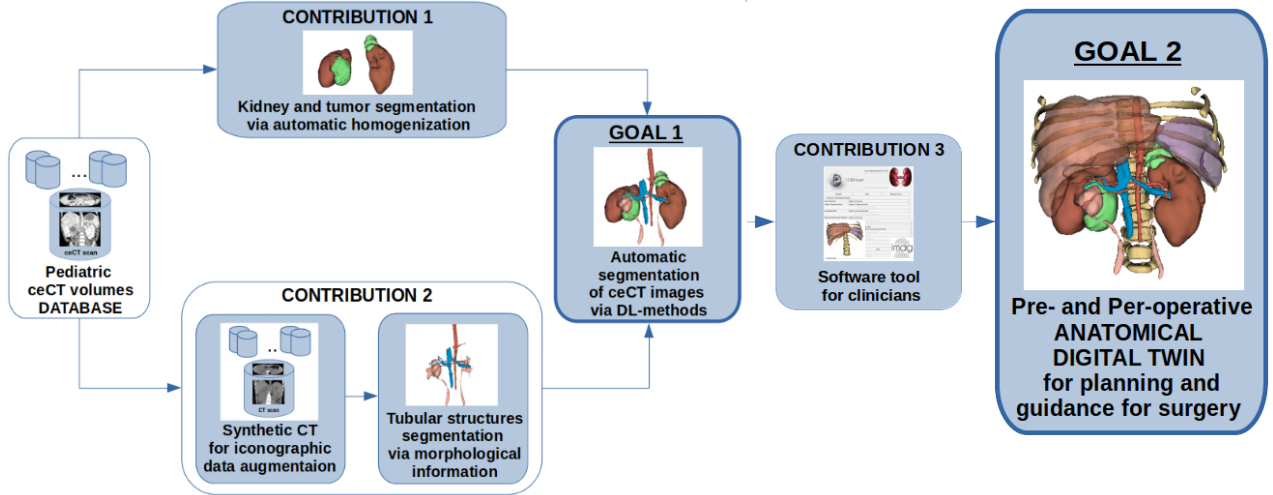 CONTRIBUTION 1
Kidney and tumor segmentation
via automatic homogenization
...
ceCT scan
Pediatric
ceCT volumes
DATABASE
CONTRIBUTION 2
..
CT scan
Synthetic CT
for iconographic
data augmentaion
Tubular structures
segmentation
via morphological
information
GOAL 1
Automatic
segmentation
of ceCT images
via DL-methods
CONTRIBUTION 3
imag
Software tool
for clinicians
GOAL 2
Pre- and Per-operative
ANATOMICAL
DIGITAL TWIN
for planning and
guidance for surgery